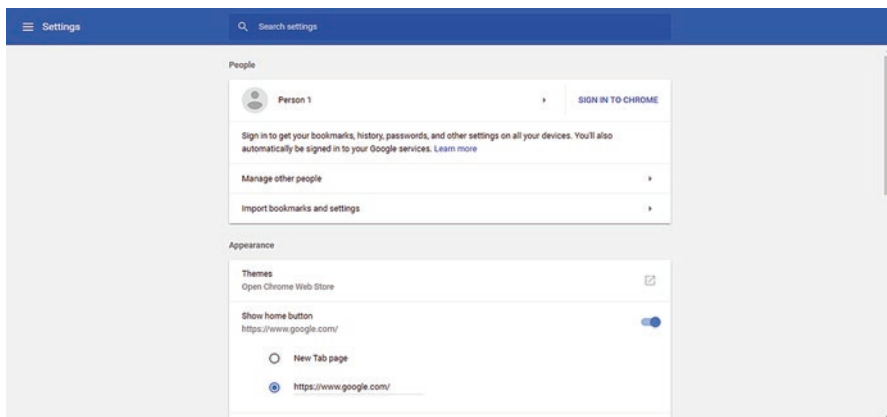 Settings
Search settings
People
Person 1
SIGN IN TO CHROME
Sign in to get your bookmarks, history, passwords, and other settings on all your devices. You'll also
automatically be signed in to your Google services. Learn more
Manage other people
Import bookmarks and settings
Appearance
Themes
Open Chrome Web Store
Show home button
https://www.google.com/
New Tab page
https://www.google.com/